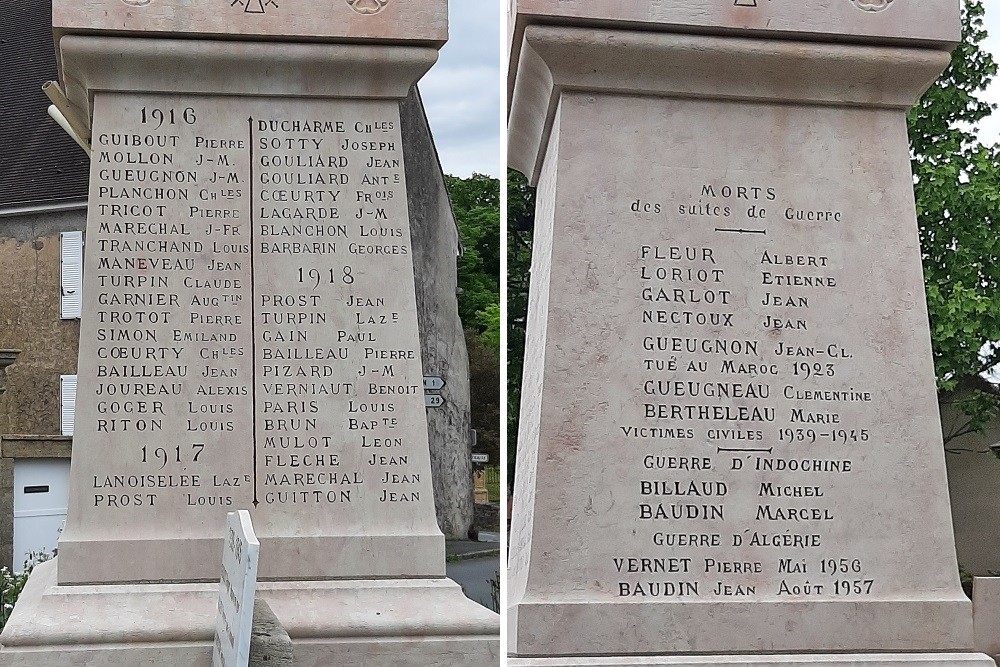 1916
GUIBOUT PIERRE
MOLLON J-M.
GUEUGNON J-M.
PLANCHON CHLES
TRICOT PIERRE
MARECHAL J-FR
TRANCHAND LOUIS
MANEVEAU JEAN
TURPIN CLAUDE
GARNIER AUGTIN
TROTOT PIERRE
SIMON EMILAND
CŒURTY CHLES
BAILLEAU JEAN
JOUREAU ALEXIS
GOGER LOUIS
RITON LOUIS
1917
LANOISELÉE LAZE
PROST LOUIS
DUCHARME CHLES
SOTTY JOSEPH
GOULIARD JEAN
GOULIARD ANTE
CŒURTY FROIS
LAGARDE J-M
BLANCHON LOUIS
BARBARIN GEORGES
1918
PROST JEAN
TURPIN LAZE
GAIN PAUL
BAILLEAU PIERRE
PIZARD J-M
VERNIAUT BENOIT
PARIS LOUIS
BRUN BAPTE
MULOT LEON
FLECHE JEAN
MARECHAL JEAN
GUITTON JEAN
MORTS
des suites de Guerre
FLEUR ALBERT
LORIOT ETIENNE
GARLOT JEAN
NECTOUX JEAN
GUEUGNON JEAN-CL.
TUÉ AU MAROC 1923
GUEUGNEAU CLEMENTINE
BERTHELEAU MARIE
VICTIMES CIVILES 1939-1945
GUERRE D'INDOCHINE
BILLAUD MICHEL
BAUDIN MARCEL
GUERRE D'ALGÉRIE
VERNET PIERRE MAI 1956
BAUDIN JEAN AOÛT 1957
29